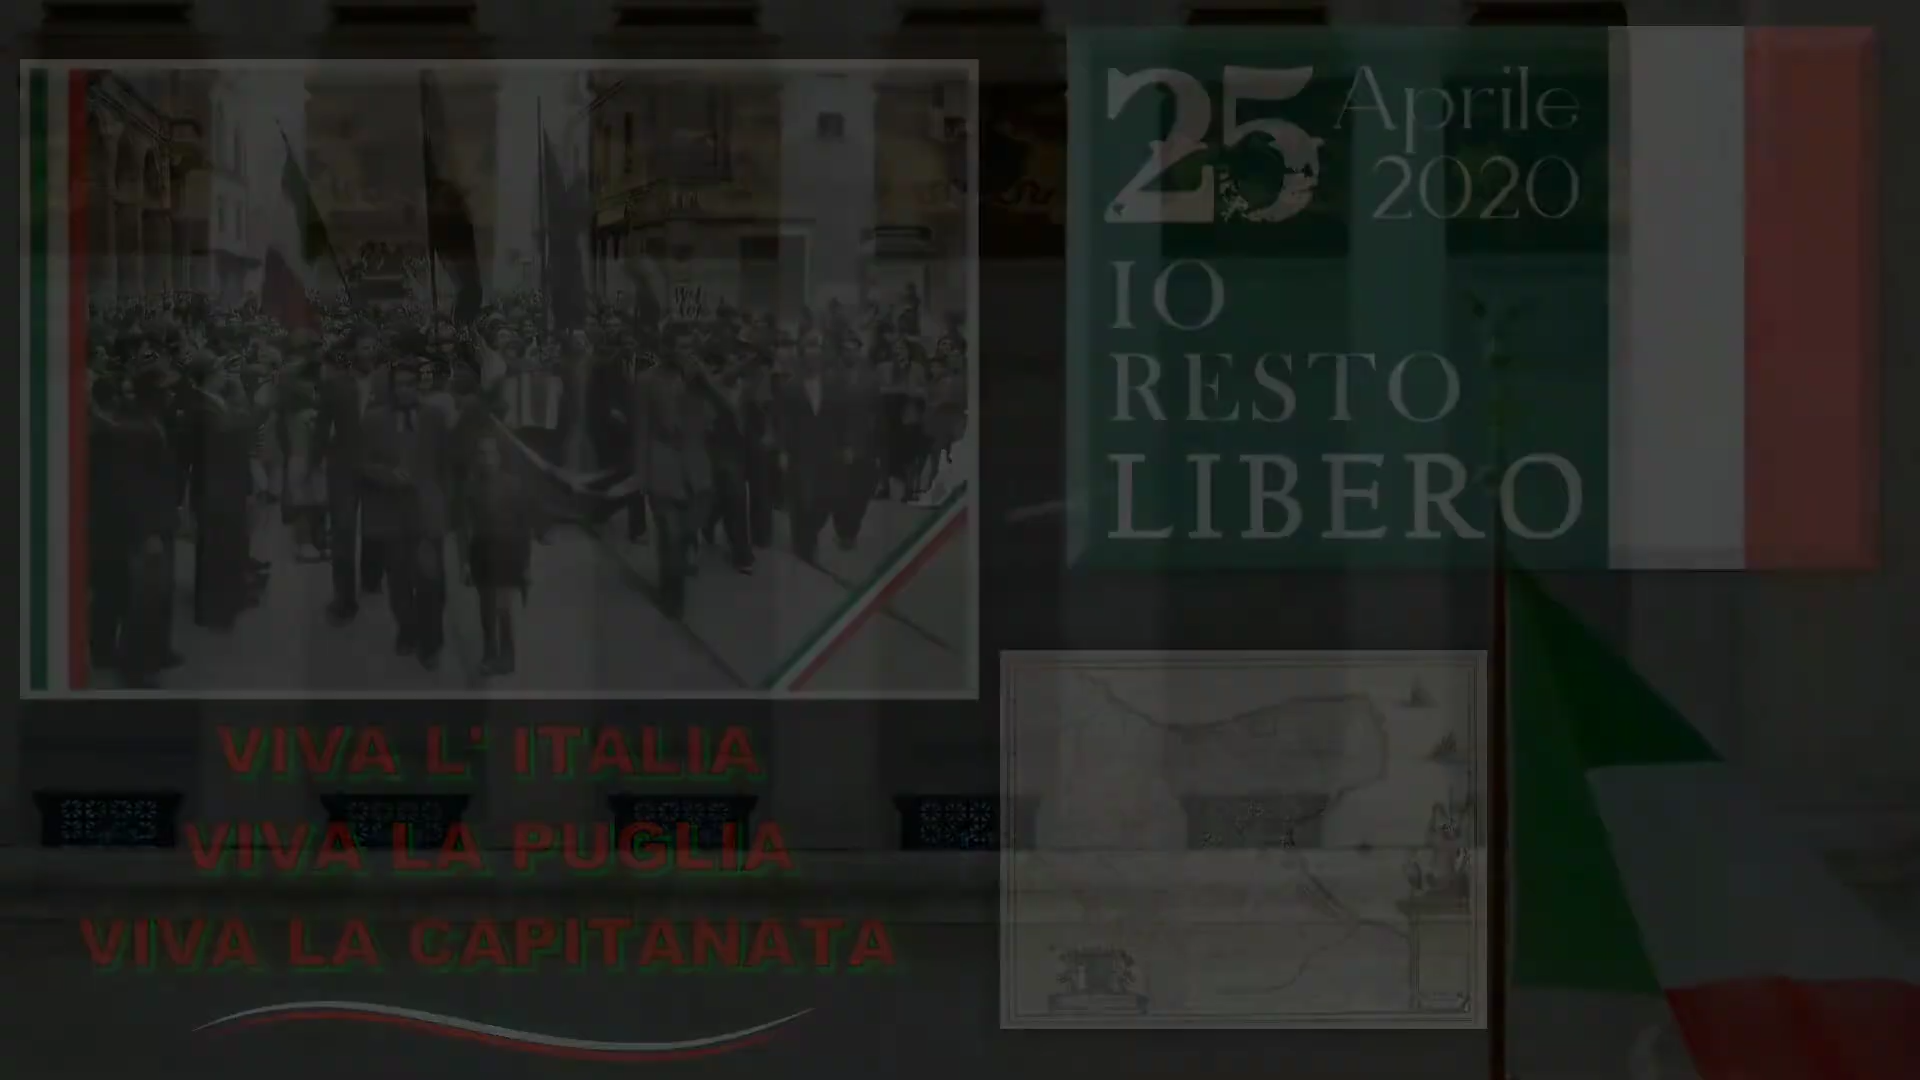 25 Aprile
2020
IO
RESTO
LIBERO
VIVA L' ITALIA
VIVA LA PUGLIA
VIVA LA CAPITANATA